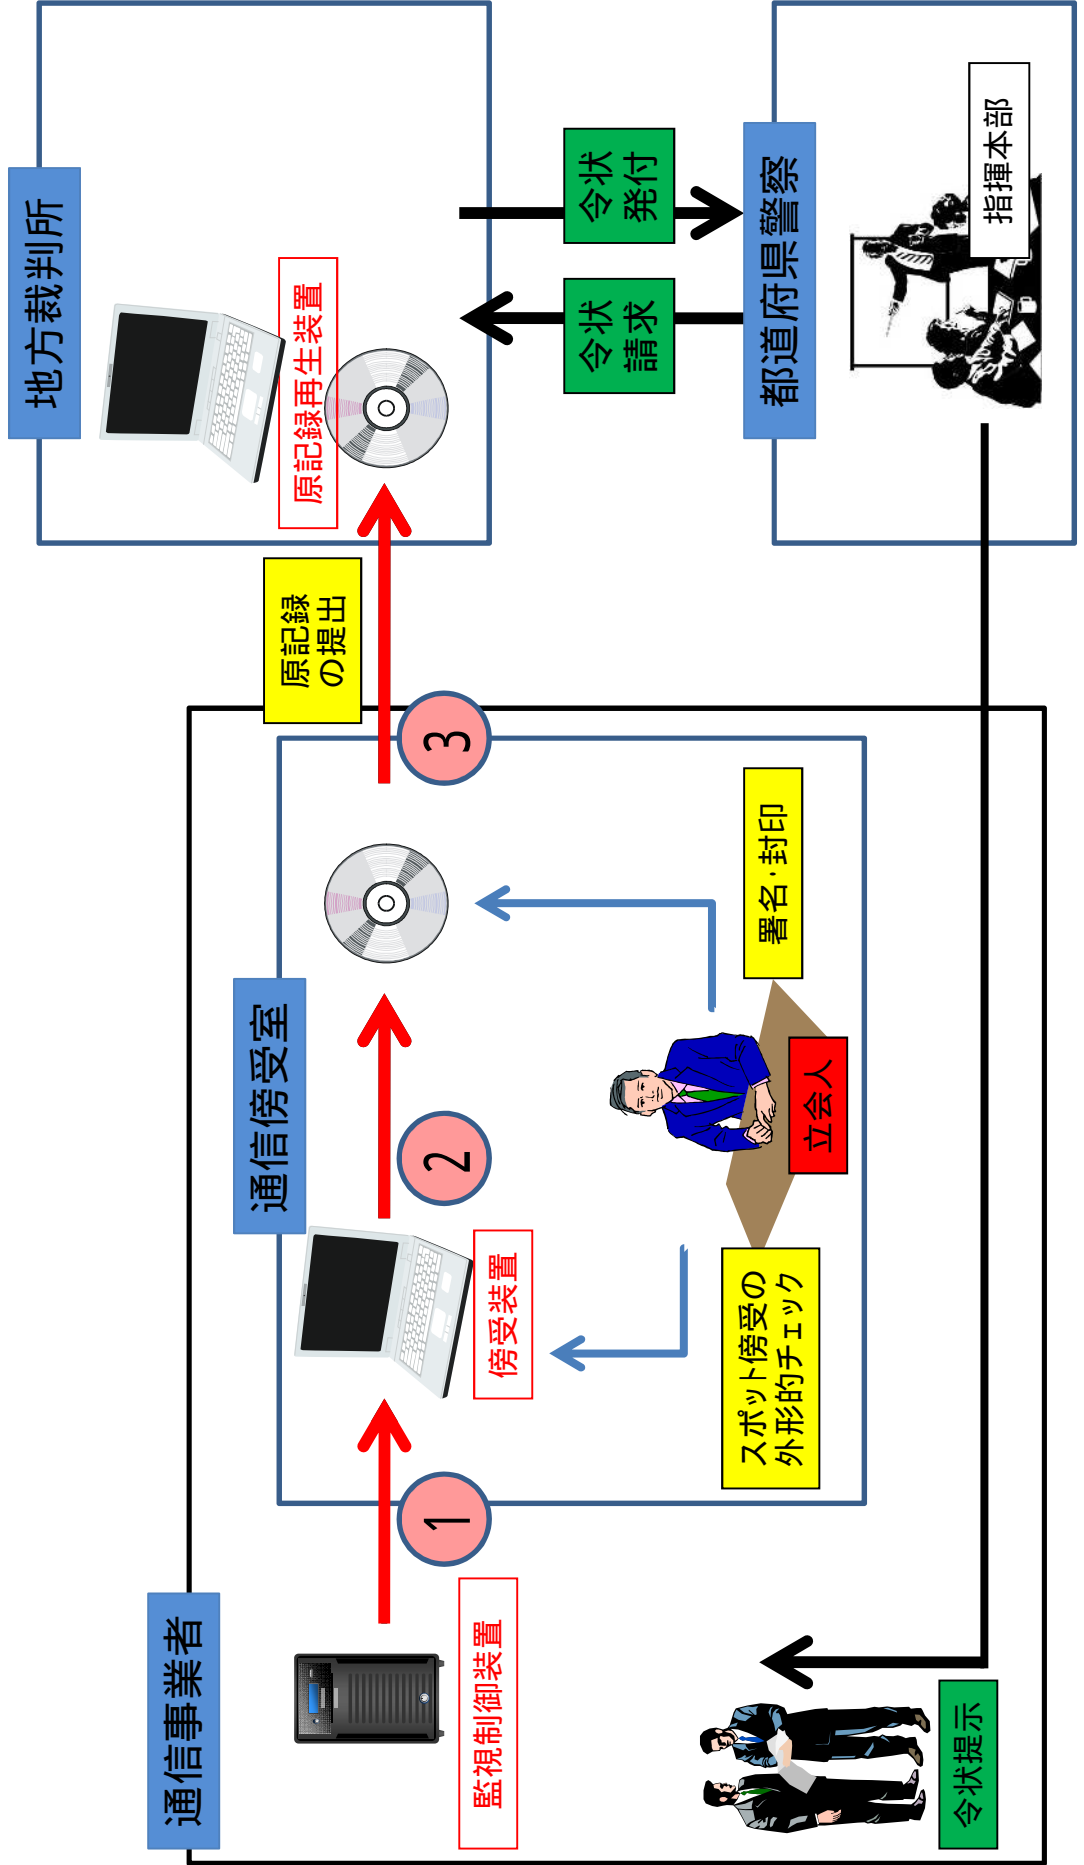 通信事業者
通信傍受室
地方裁判所
監視制御装置
1
傍受装置
2
3
原記録
の提出
原記録再生装置
スポット傍受の
外形的チェック
立会人
署名・封印
令状
請求
令状
発付
都道府県警察
指揮本部
令状提示